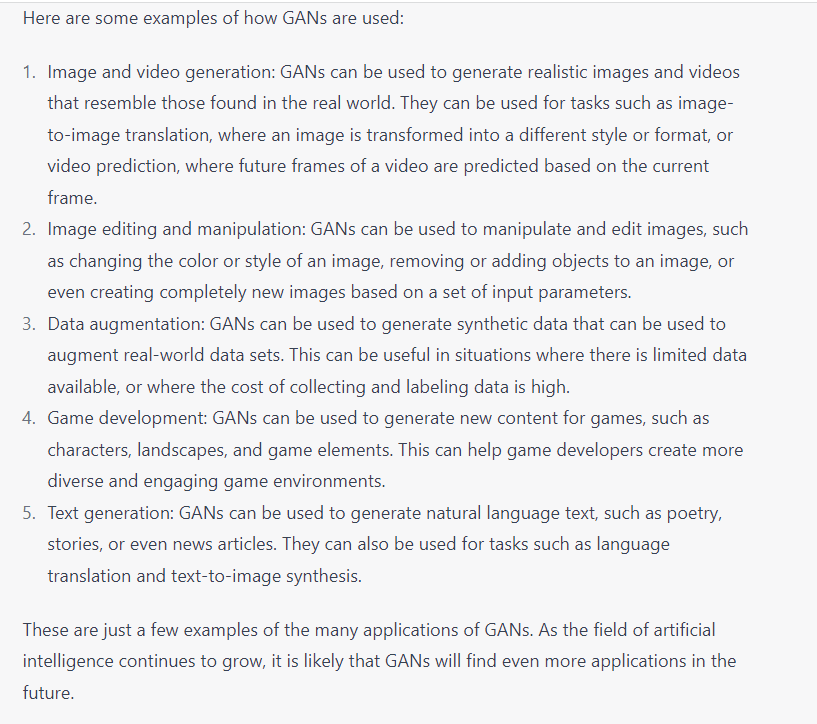 Here are some examples of how GANs are used:
1. Image and video generation: GANs can be used to generate realistic images and videos
that resemble those found in the real world. They can be used for tasks such as image-
to-image translation, where an image is transformed into a different style or format, or
video prediction, where future frames of a video are predicted based on the current
frame.
2. Image editing and manipulation: GANs can be used to manipulate and edit images, such
as changing the color or style of an image, removing or adding objects to an image, or
even creating completely new images based on a set of input parameters.
3. Data augmentation: GANs can be used to generate synthetic data that can be used to
augment real-world data sets. This can be useful in situations where there is limited data
available, or where the cost of collecting and labeling data is high.
4. Game development: GANs can be used to generate new content for games, such as
characters, landscapes, and game elements. This can help game developers create more
diverse and engaging game environments.
5. Text generation: GANs can be used to generate natural language text, such as poetry,
stories, or even news articles. They can also be used for tasks such as language
translation and text-to-image synthesis.
These are just a few examples of the many applications of GANs. As the field of artificial
intelligence continues to grow, it is likely that GANs will find even more applications in the
future.